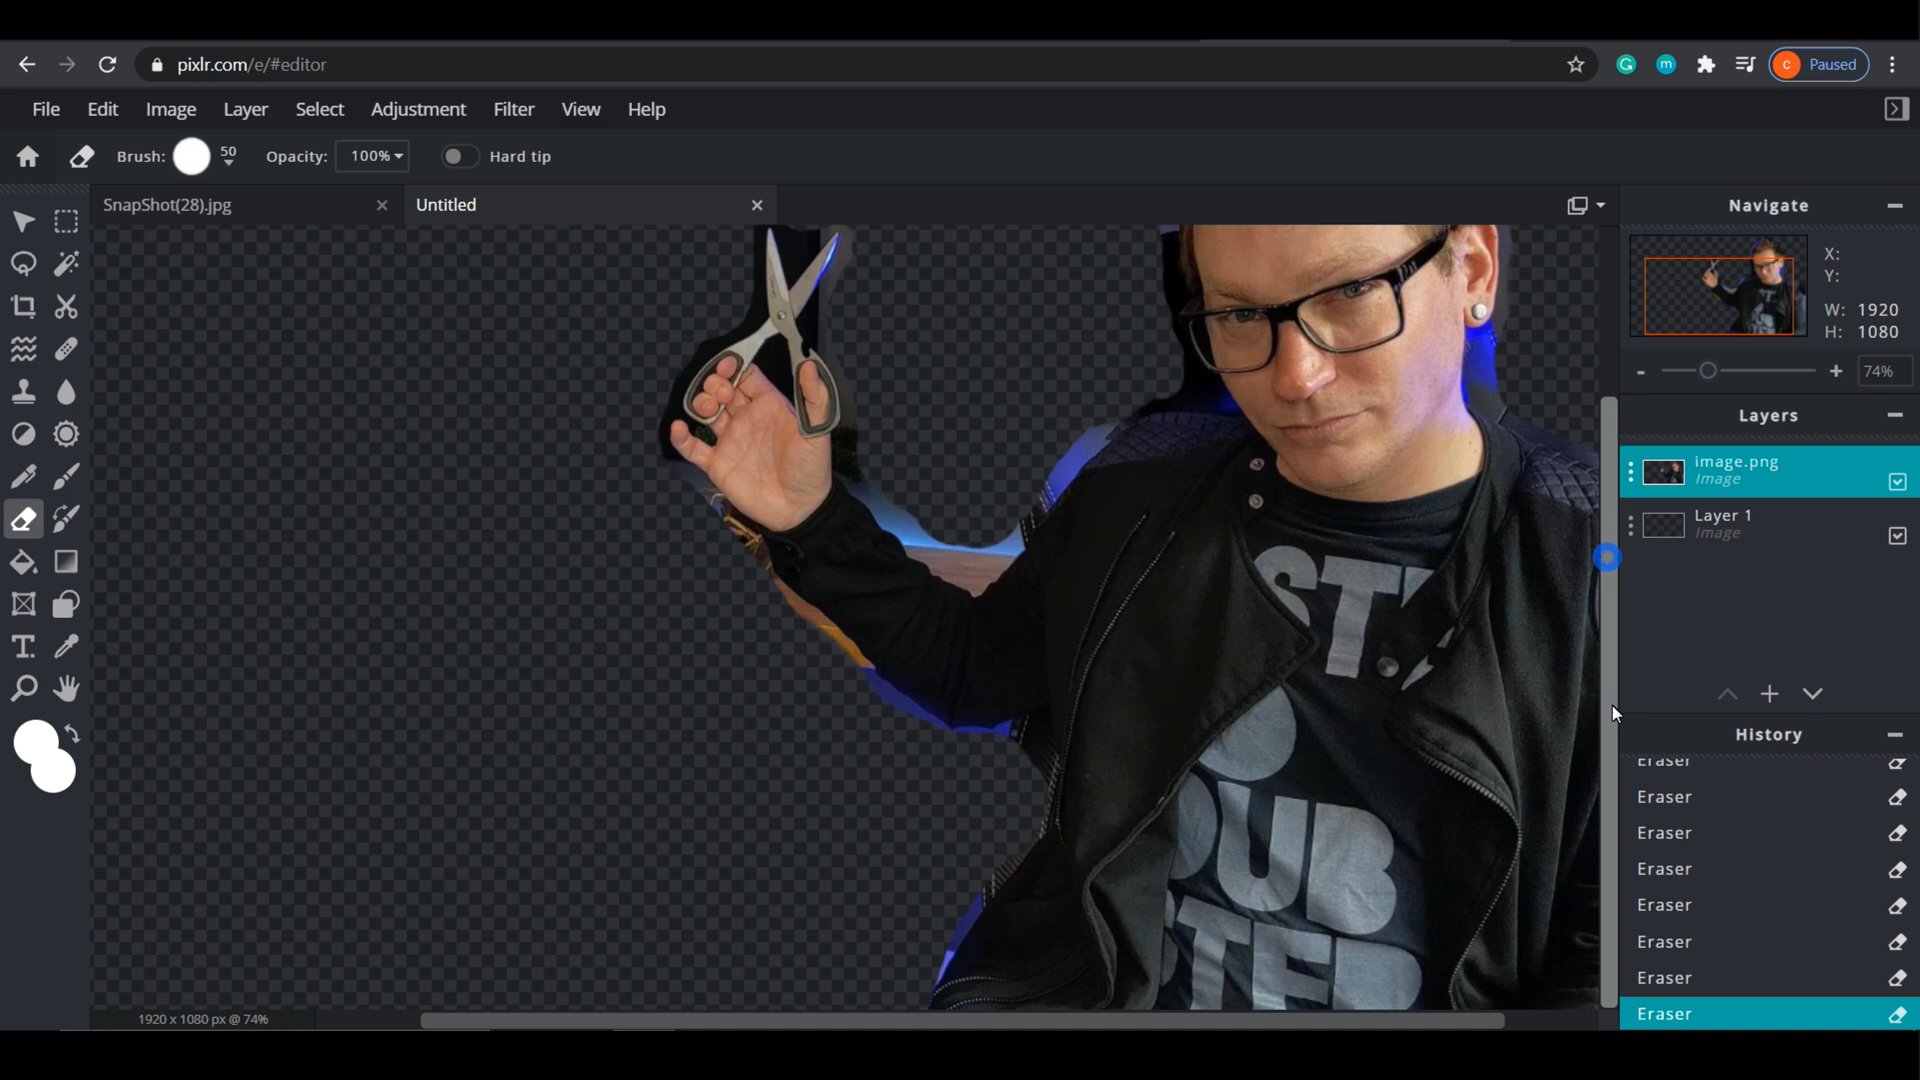 pixlr.com/e/#editor
c Paused
File Edit Image Layer Select Adjustment Filter View Help
Brush: 50 Opacity: 100% Hard tip
SnapShot(28).jpg
Untitled
Navigate
X:
Y:
W: 1920
H: 1080
- + 74%
Layers
image.png
Image
Layer 1
Image
History
Eraser
Eraser
Eraser
Eraser
Eraser
Eraser
Eraser
Eraser
1920 x 1080 px @ 74%